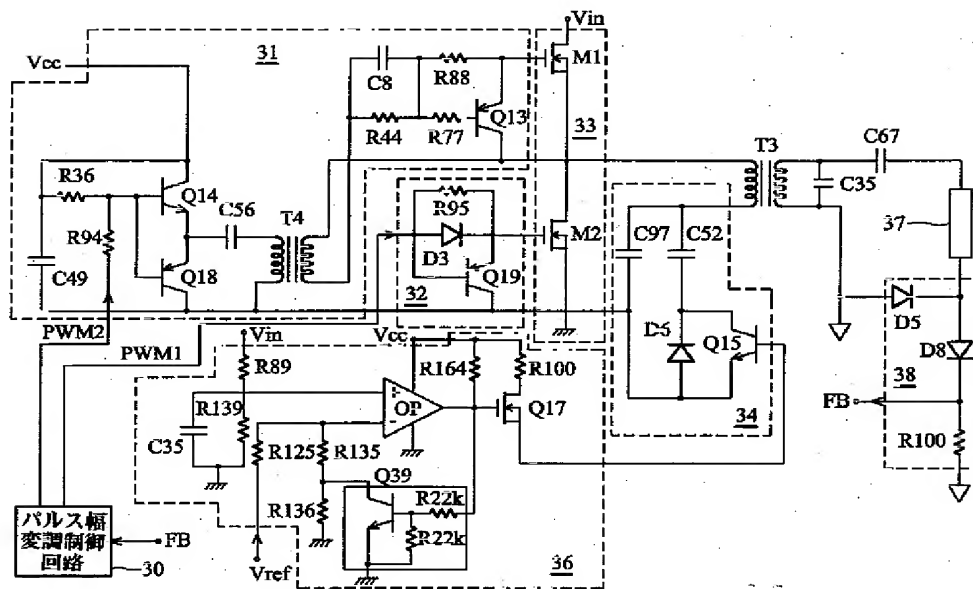 Vin
31
M1
Vcc
C8
R88
Q13
33
R44
R77
T3
C67
R36
Q14
C35
R95
37
R94
C56
T4
M2
C97
C52
D3
C49
Q18
Q19
32
D5
PWM2
Vin
Vcc
D6
Q15
PWM1
R164
R100
D8
R89
38
Q17
34
FB
R139
+
OP
-
C35
R125
R135
R100
Q39
R22k
R136
R22k
パルス幅
変調制御
回路
FB
30
Vref
36